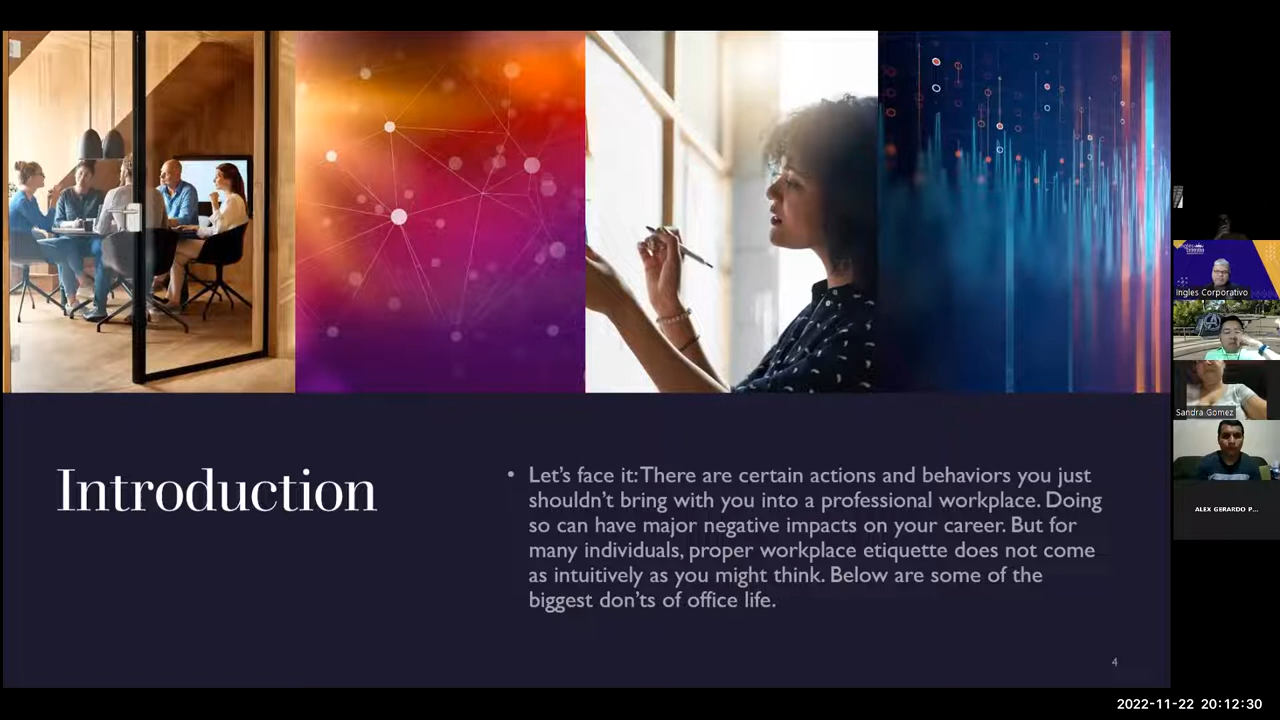 Introduction
• Let's face it: There are certain actions and behaviors you just
shouldn't bring with you into a professional workplace. Doing
so can have major negative impacts on your career. But for
many individuals, proper workplace etiquette does not come
as intuitively as you might think. Below are some of the
biggest don'ts of office life.
4
Ingles Corporativo
Sandra Gomez
ALEX GERARDO P...
2022-11-22 20:12:30